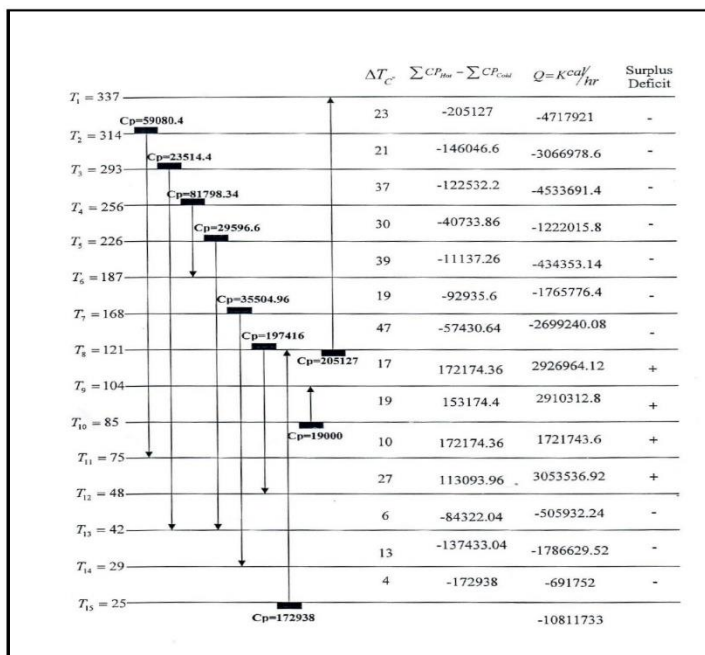 ΔT_C° ∑CP_Hot − ∑CP_Cold Q=Kcal/hr Surplus Deficit
T₁ = 337
23 -205127 -4717921 -
Cp=59080.4
T₂ = 314
21 -146046.6 -3066978.6 -
Cp=23514.4
T₃ = 293
37 -122532.2 -4533691.4 -
Cp=81798.34
T₄ = 256
30 -40733.86 -1222015.8 -
Cp=29596.6
T₅ = 226
39 -11137.26 -434353.14 -
T₆ = 187
19 -92935.6 -1765776.4 -
Cp=35504.96
T₇ = 168
47 -57430.64 -2699240.08 -
Cp=197416
T₈ = 121
Cp=205127
17 172174.36 2926964.12 +
T₉ = 104
19 153174.4 2910312.8 +
T₁₀ = 85
Cp=19000
10 172174.36 1721743.6 +
T₁₁ = 75
27 113093.96 3053536.92 +
T₁₂ = 48
6 -84322.04 -505932.24 -
T₁₃ = 42
13 -137433.04 -1786629.52 -
T₁₄ = 29
4 -172938 -691752 -
T₁₅ = 25
Cp=172938
-10811733